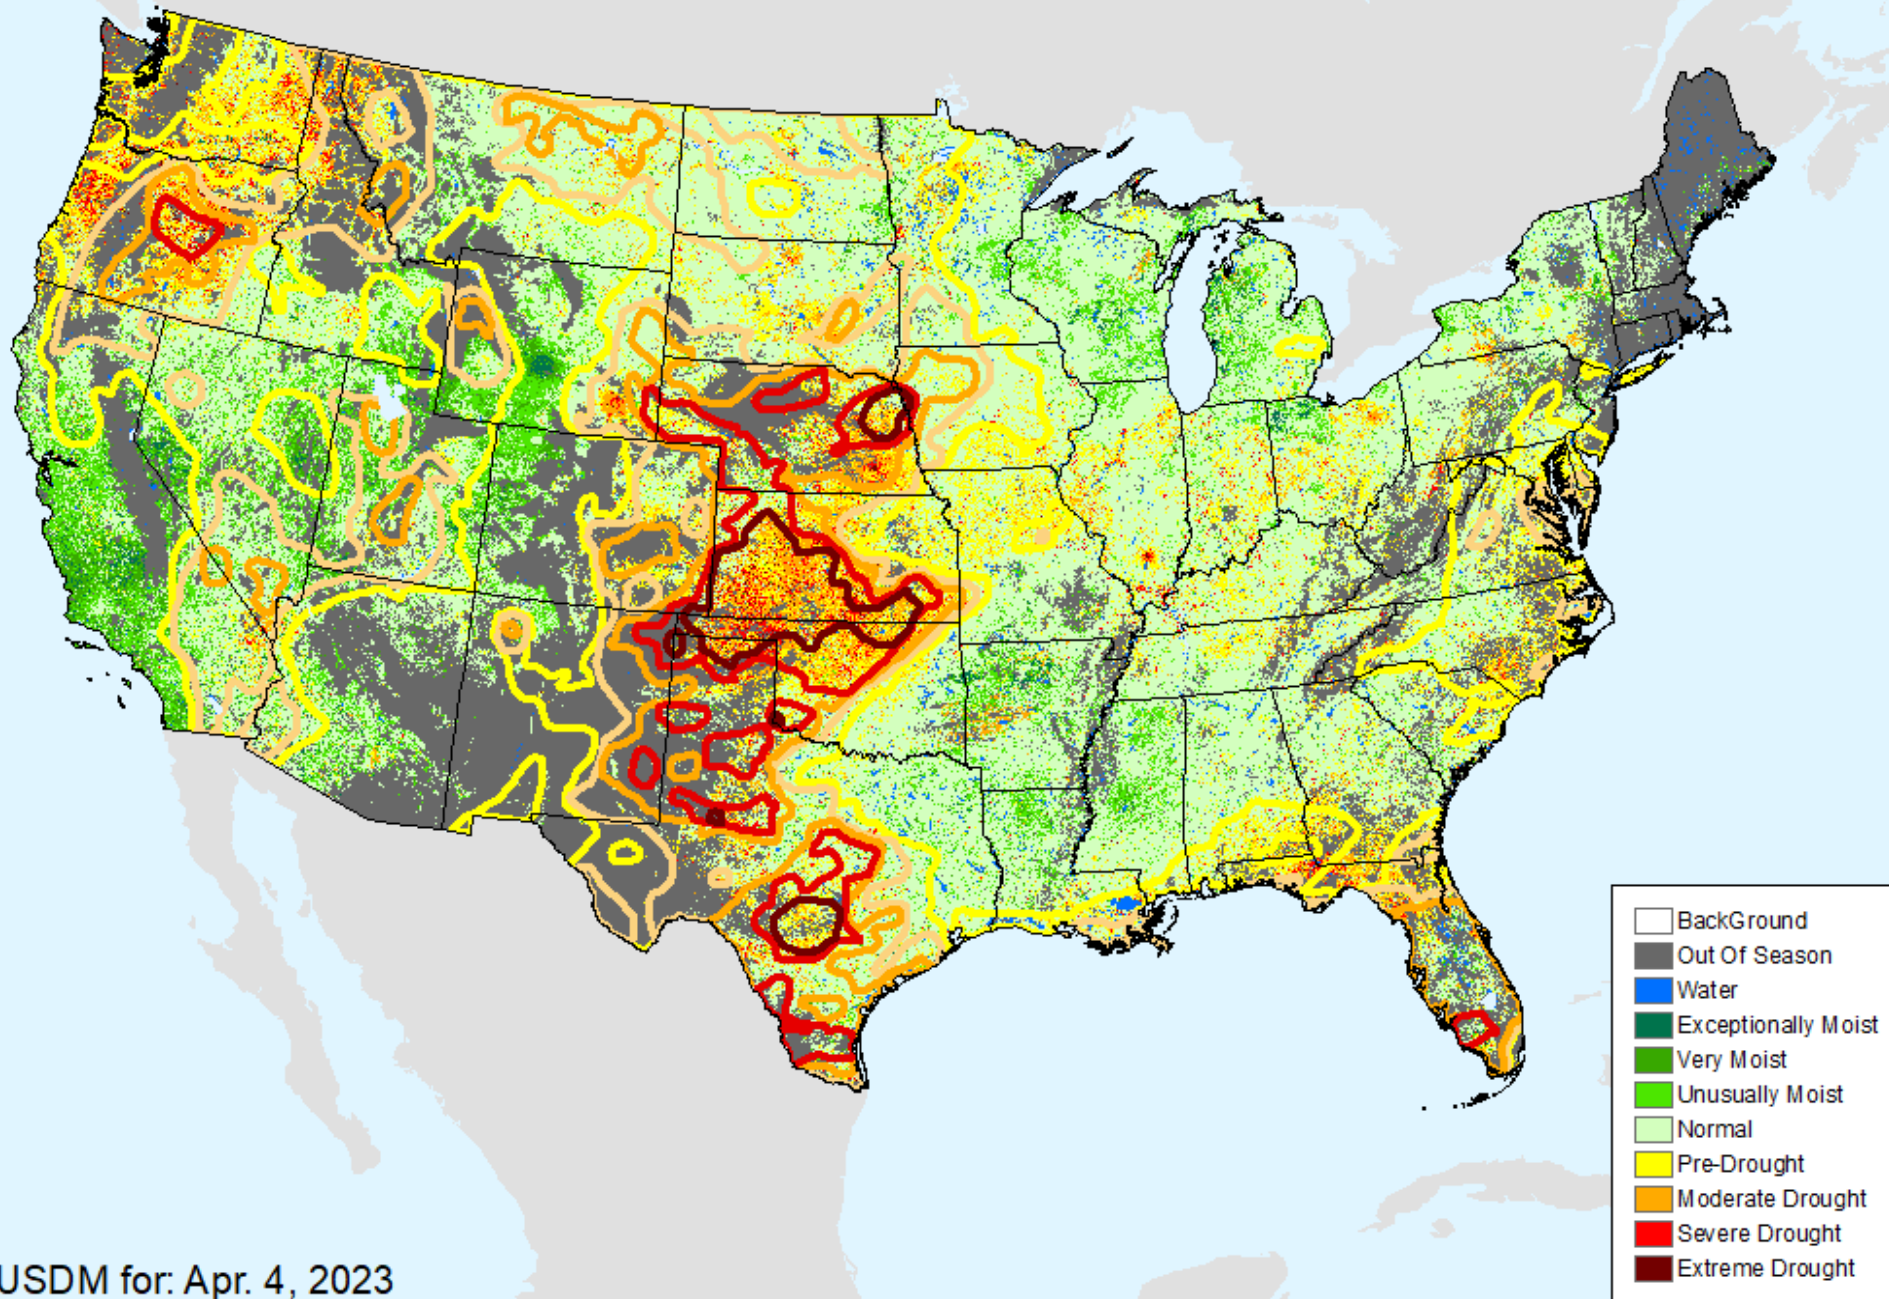 BackGround
Out Of Season
Water
Exceptionally Moist
Very Moist
Unusually Moist
Normal
Pre-Drought
Moderate Drought
Severe Drought
Extreme Drought
USDM for: Apr. 4, 2023